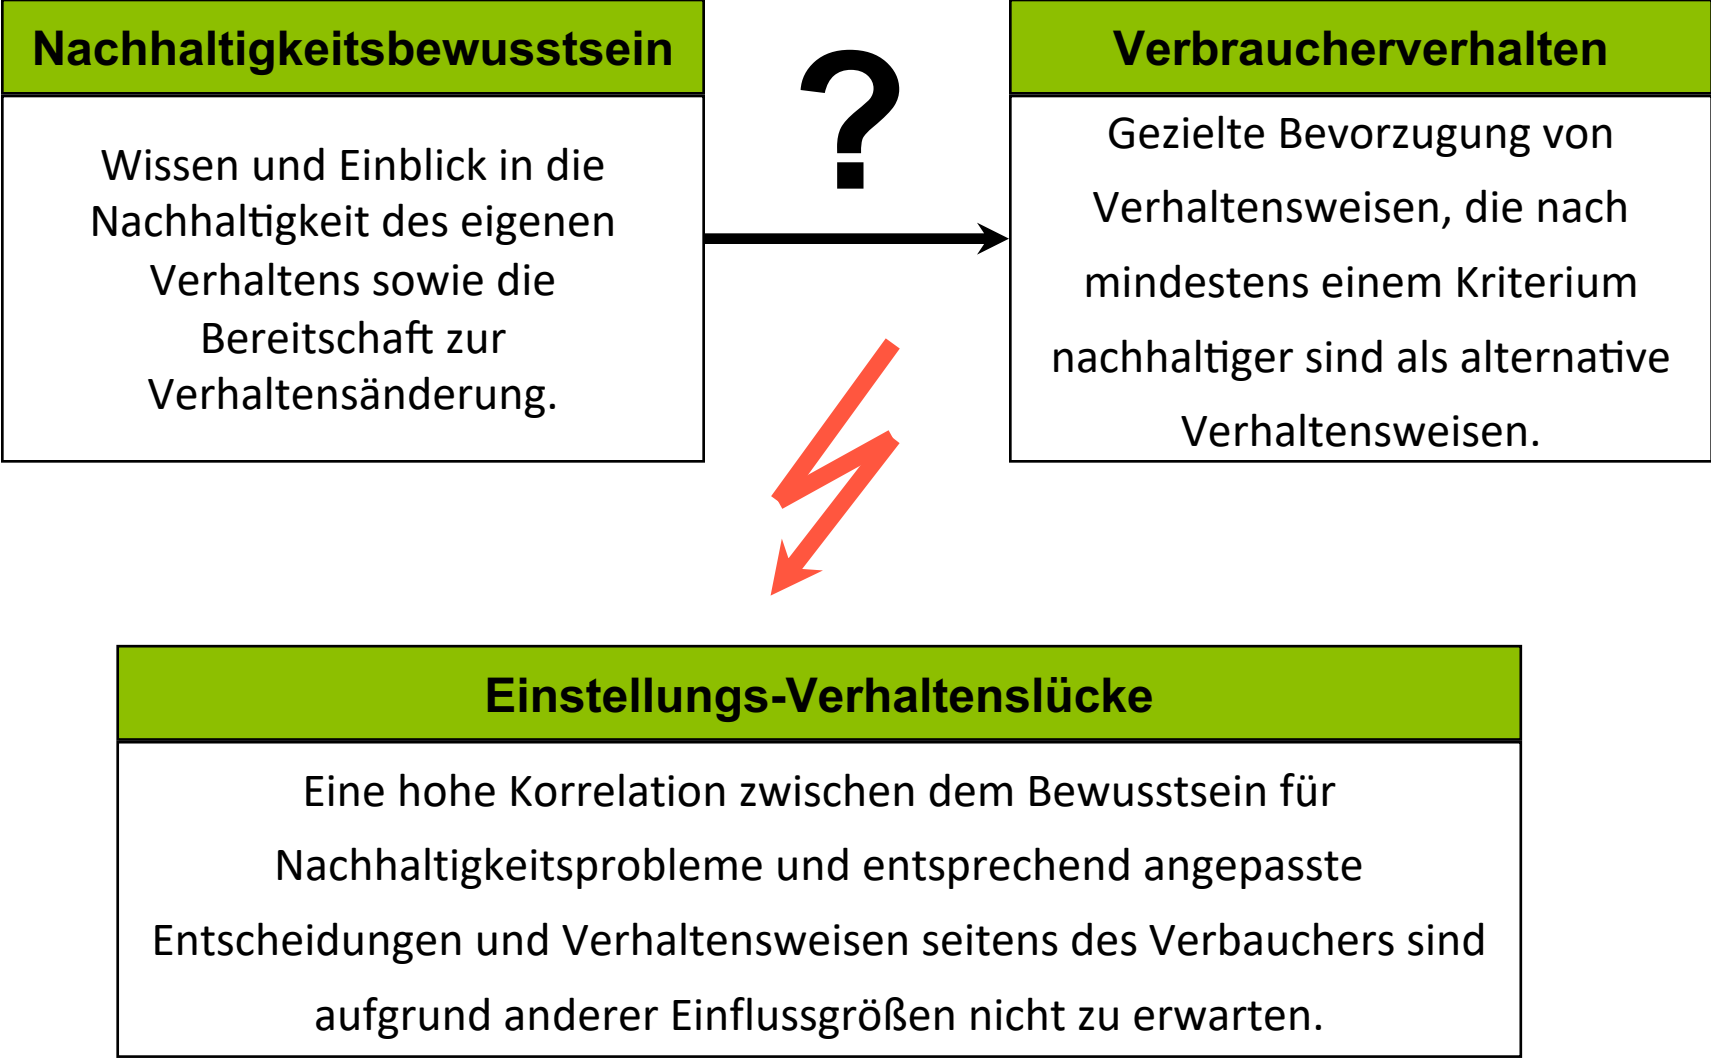 Nachhaltigkeitsbewusstsein
Wissen und Einblick in die
Nachhaltigkeit des eigenen
Verhaltens sowie die
Bereitschaft zur
Verhaltensänderung.
?
Verbraucherverhalten
Gezielte Bevorzugung von
Verhaltensweisen, die nach
mindestens einem Kriterium
nachhaltiger sind als alternative
Verhaltensweisen.
Einstellungs-Verhaltenslücke
Eine hohe Korrelation zwischen dem Bewusstsein für
Nachhaltigkeitsprobleme und entsprechend angepasste
Entscheidungen und Verhaltensweisen seitens des Verbauchers sind
aufgrund anderer Einflussgrößen nicht zu erwarten.